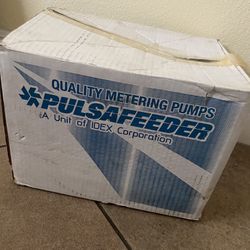 QUALITY METERING PUMPS
PULSAFEEDER
A Unit of IDEX Corporation